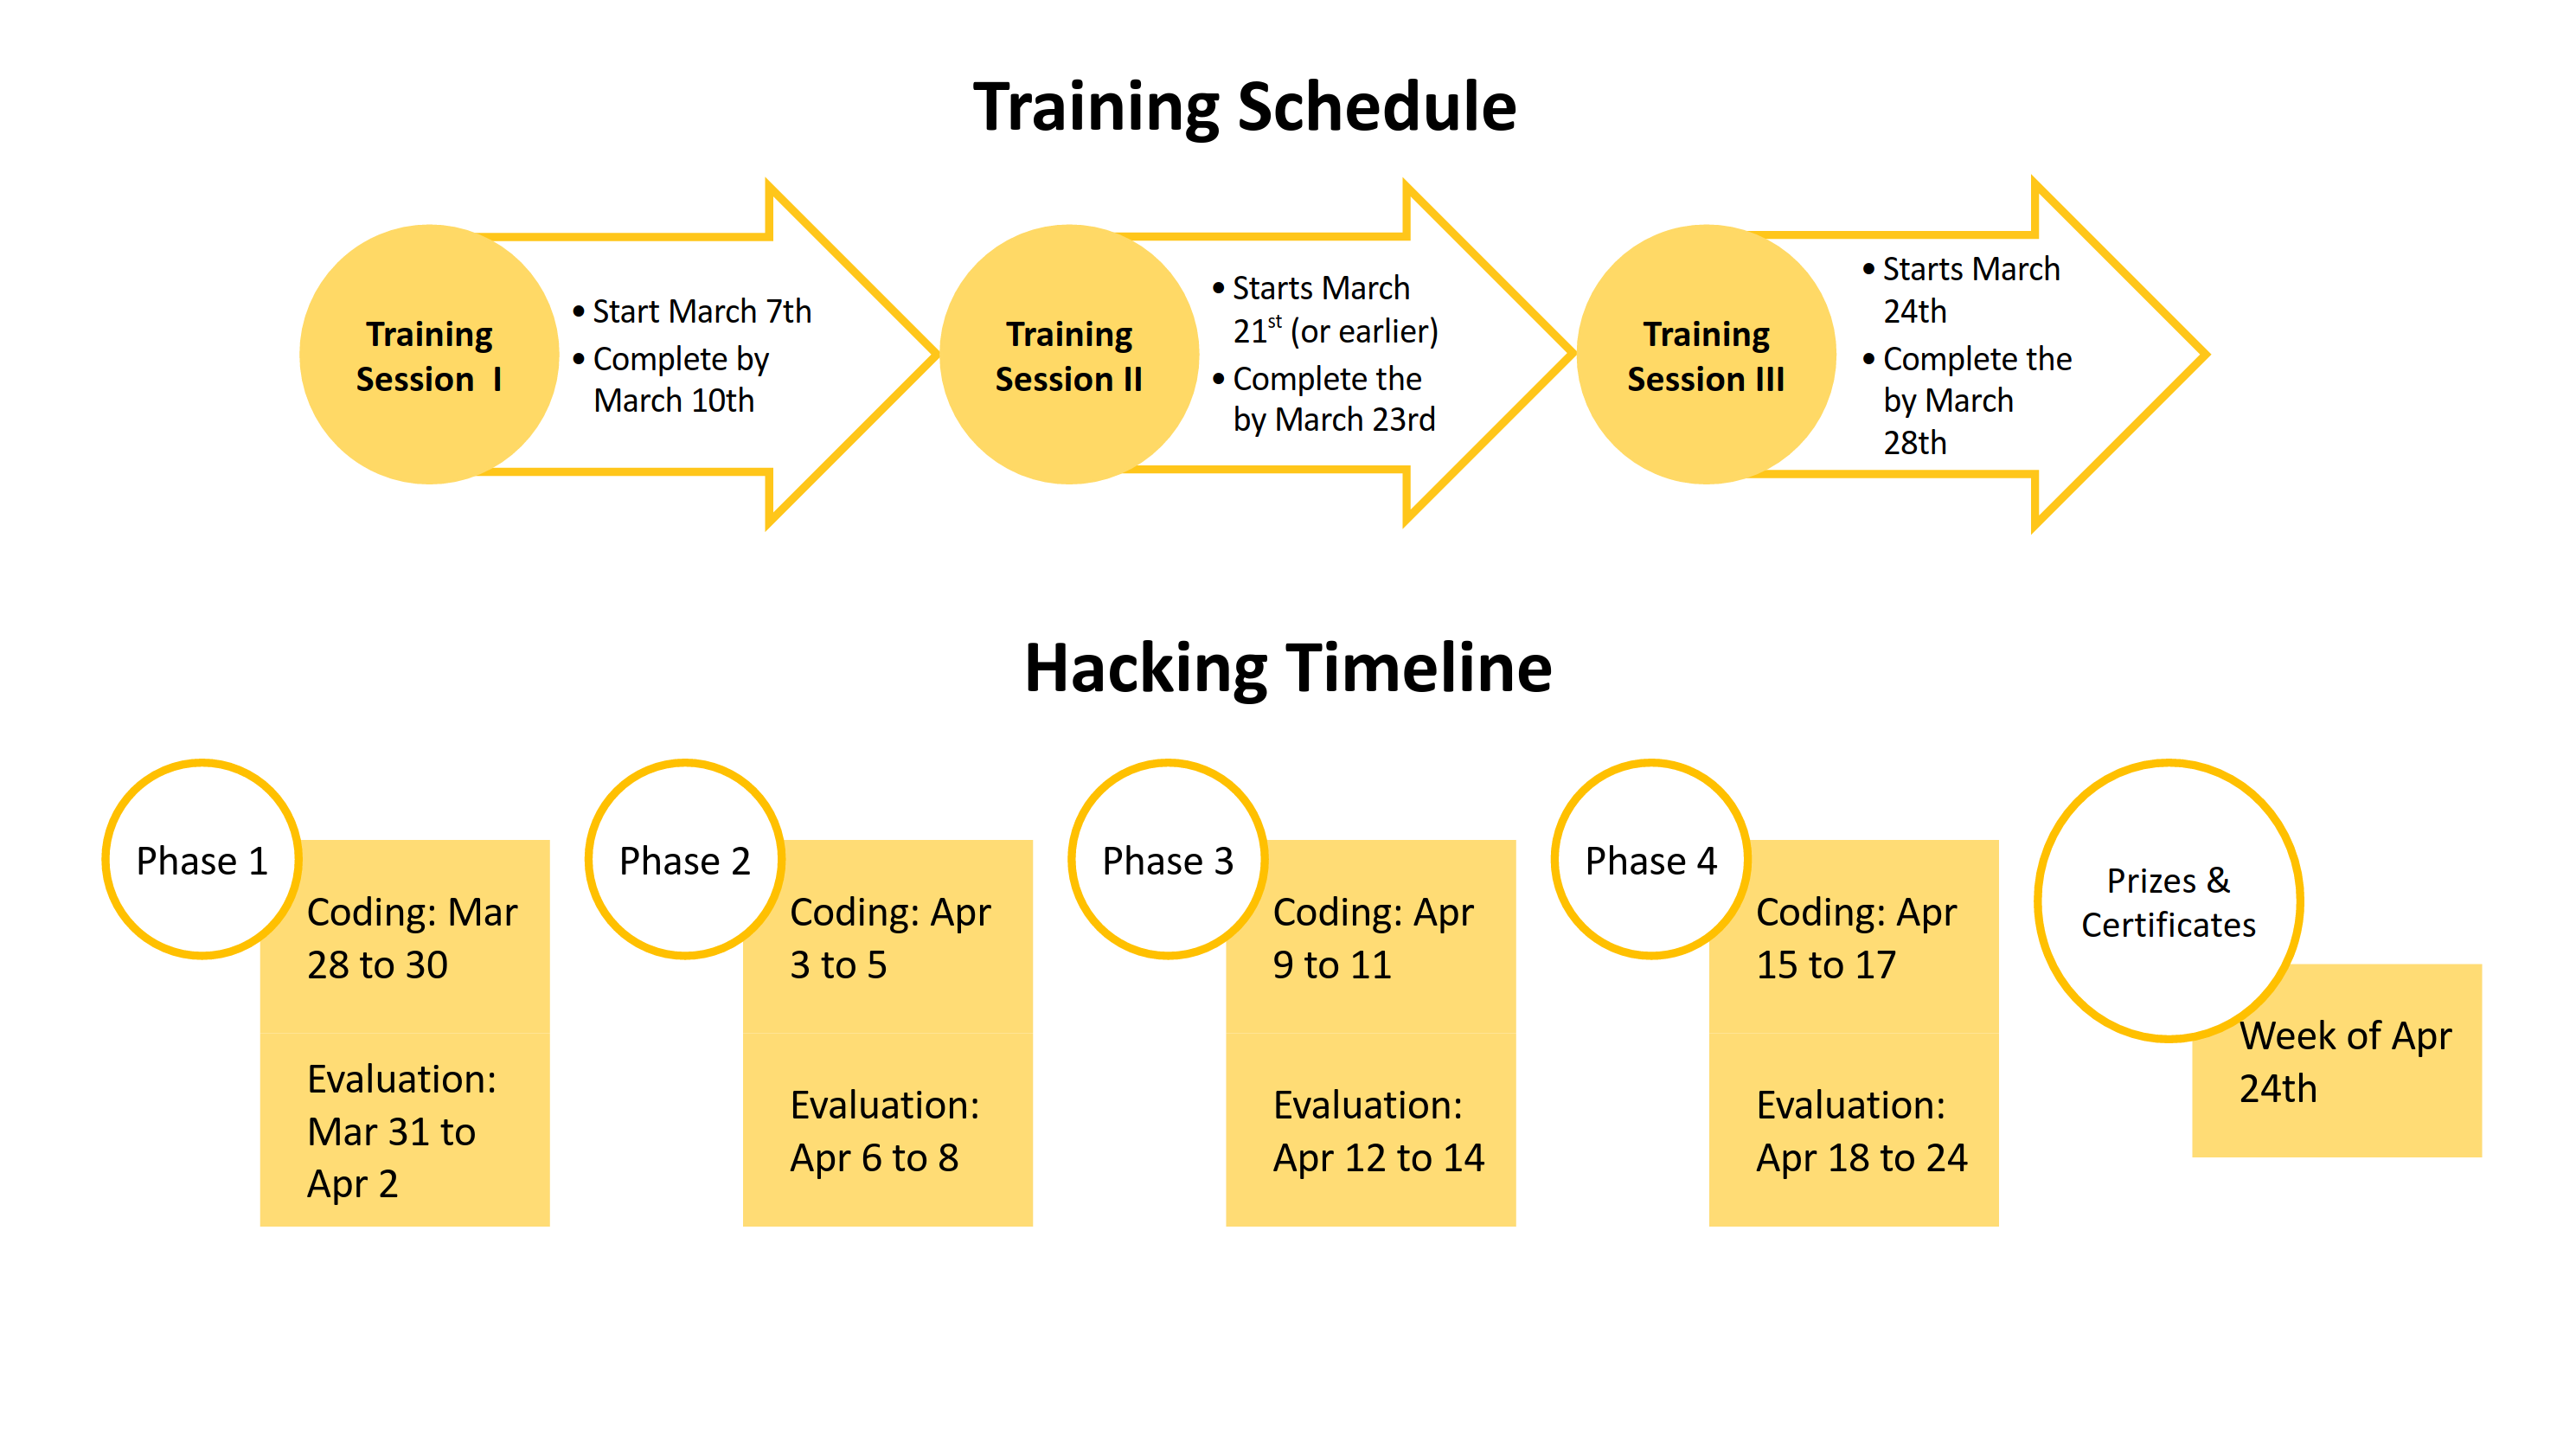 Training Schedule
Training
Session  I
• Start March 7th
• Complete by
March 10th
Training
Session II
• Starts March
21st (or earlier)
• Complete the
by March 23rd
Training
Session III
• Starts March
24th
• Complete the
by March
28th
Hacking Timeline
Phase 1
Coding: Mar
28 to 30
Evaluation:
Mar 31 to
Apr 2
Phase 2
Coding: Apr
3 to 5
Evaluation:
Apr 6 to 8
Phase 3
Coding: Apr
9 to 11
Evaluation:
Apr 12 to 14
Phase 4
Coding: Apr
15 to 17
Evaluation:
Apr 18 to 24
Prizes &
Certificates
Week of Apr
24th